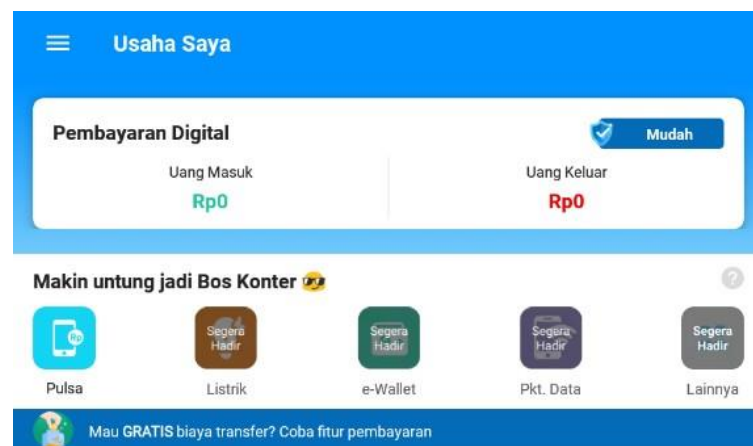 Usaha Saya
Pembayaran Digital
Mudah
Uang Masuk
Uang Keluar
Rp0
Rp0
Makin untung jadi Bos Konter
?
Rp
Segera
Hadir
Segera
Hadir
Segera
Hadir
Segera
Hadir
Pulsa
Listrik
e-Wallet
Pkt. Data
Lainnya
Mau GRATIS biaya transfer? Coba fitur pembayaran